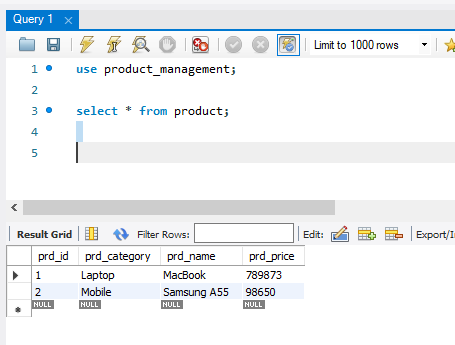 Query 1
Limit to 1000 rows
1 use product_management;
2
3 select * from product;
4
5
Result Grid Filter Rows: Edit:
prd_id prd_category prd_name prd_price
1 Laptop MacBook 789873
2 Mobile Samsung A55 98650
NULL NULL NULL NULL